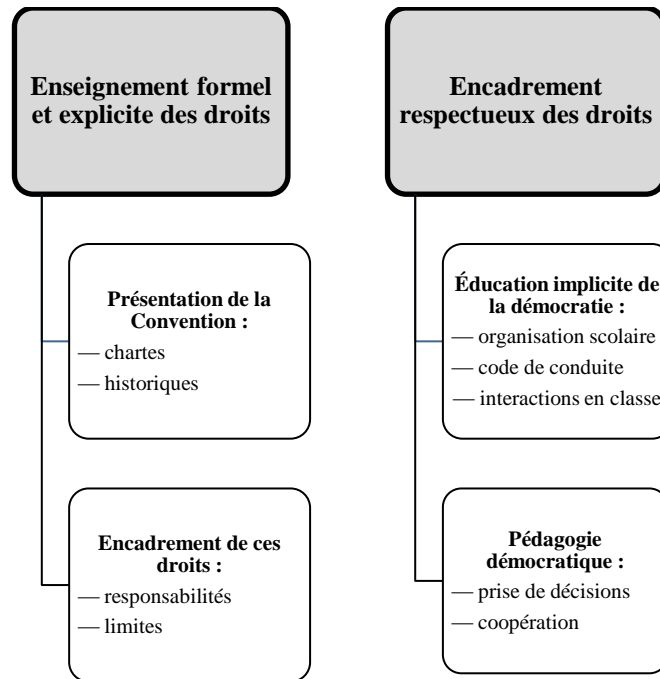 Enseignement formel
et explicite des droits
Présentation de la
Convention :
— chartes
— historiques
Encadrement de ces
droits :
— responsabilités
— limites
Encadrement
respectueux des droits
Éducation implicite de
la démocratie :
— organisation scolaire
— code de conduite
— interactions en classe
Pédagogie
démocratique :
— prise de décisions
— coopération